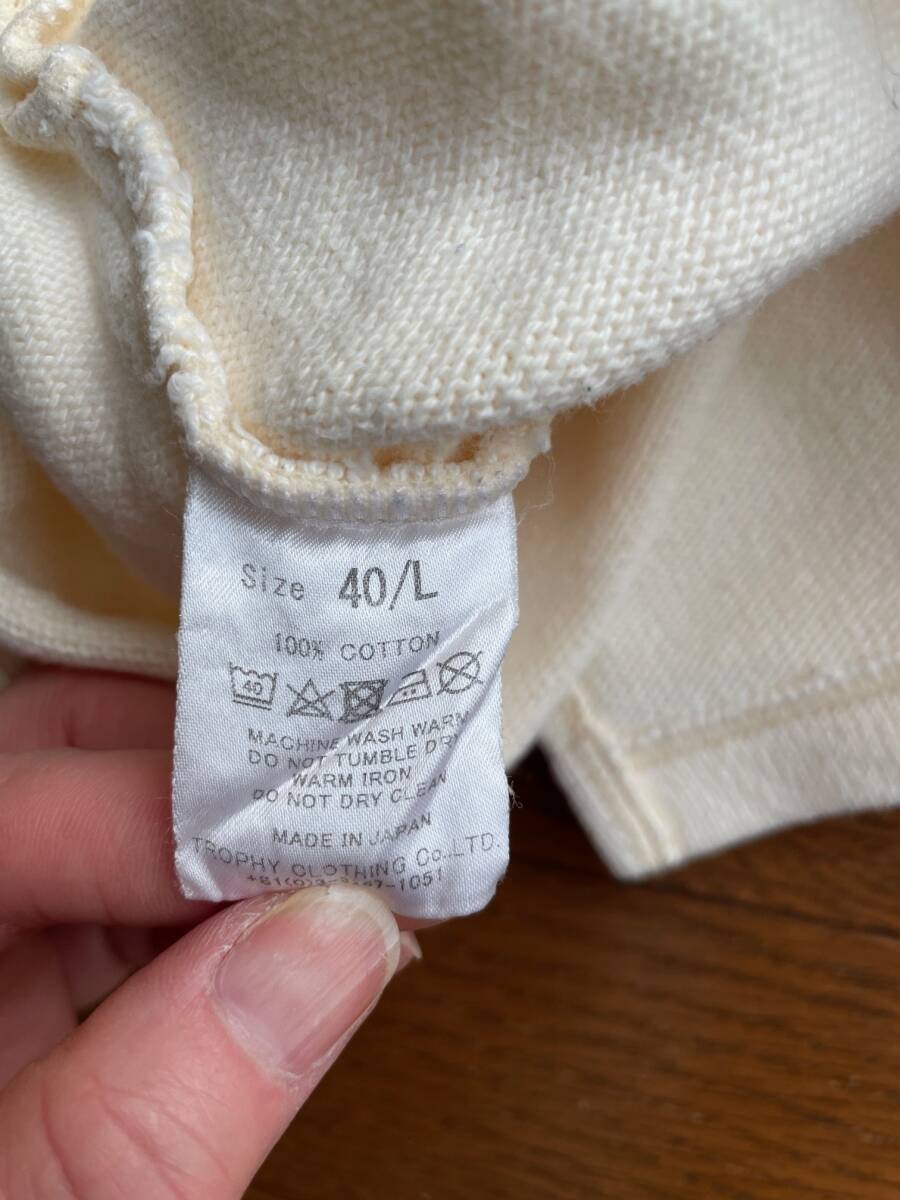 Size 40/L
100% COTTON
40
MACHINE WASH WARM
DO NOT TUMBLE DRY
WARM IRON
DO NOT DRY CLEAN
MADE IN JAPAN
TROPHY CLOTHING Co.,LTD.